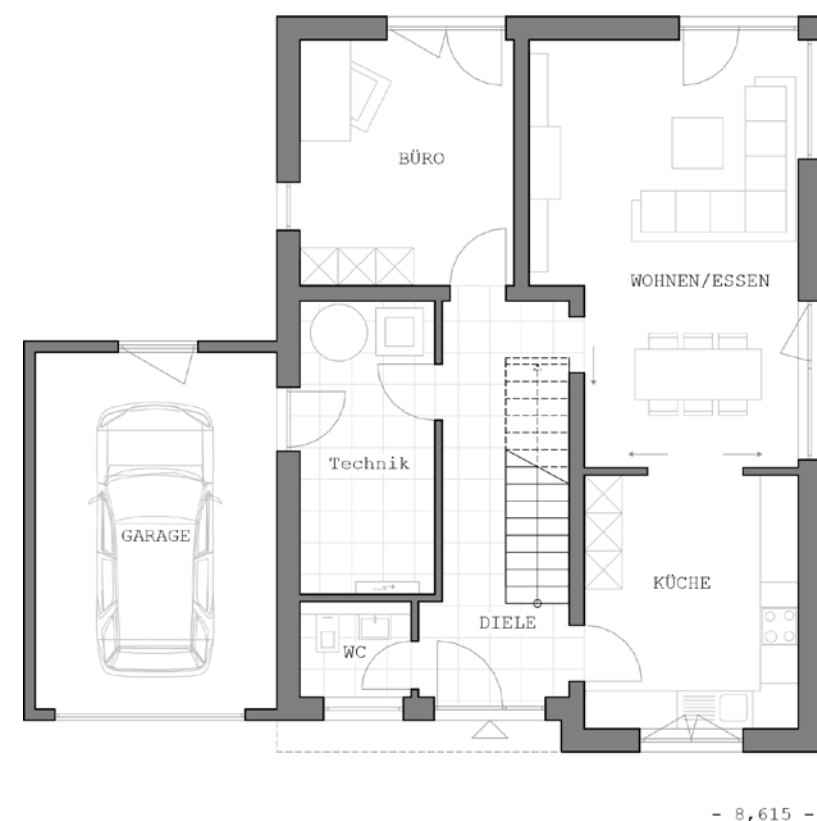 BÜRO
WOHNEN/ESSEN
Technik
GARAGE
KÜCHE
DIELE
WC
- 8,615 -